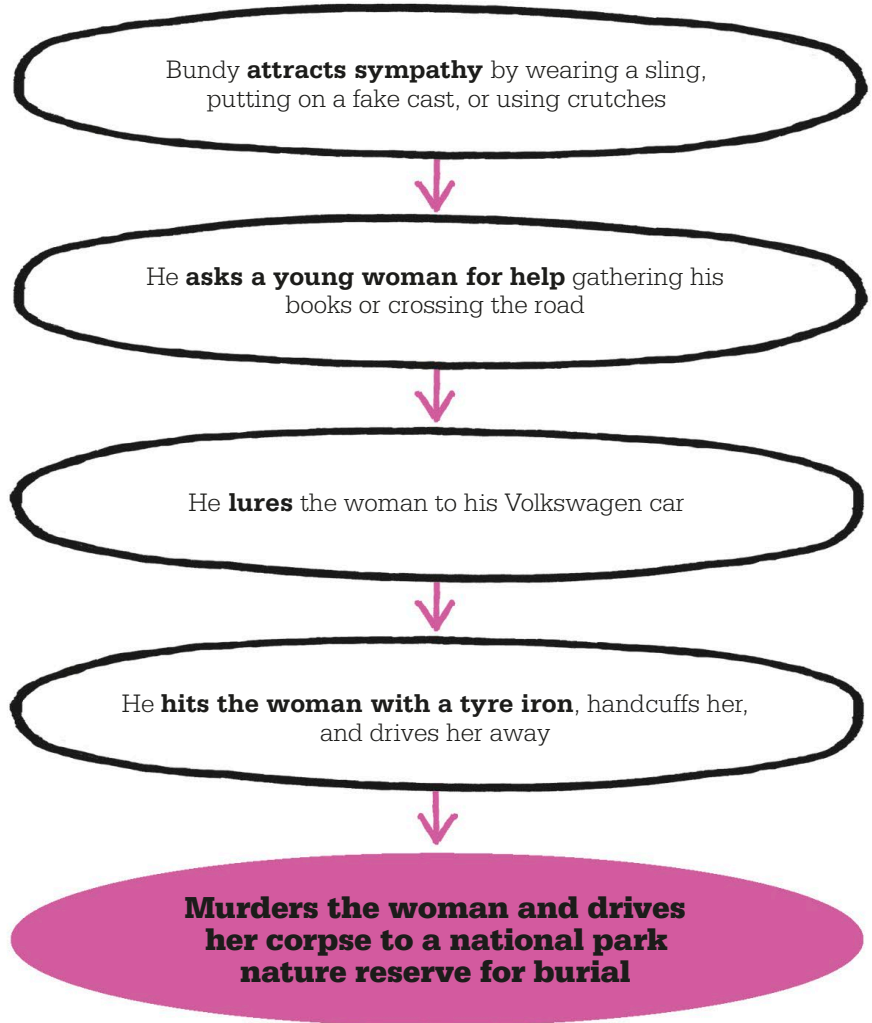 Bundy attracts sympathy by wearing a sling,
putting on a fake cast, or using crutches
He asks a young woman for help gathering his
books or crossing the road
He lures the woman to his Volkswagen car
He hits the woman with a tyre iron, handcuffs her,
and drives her away
Murders the woman and drives
her corpse to a national park
nature reserve for burial